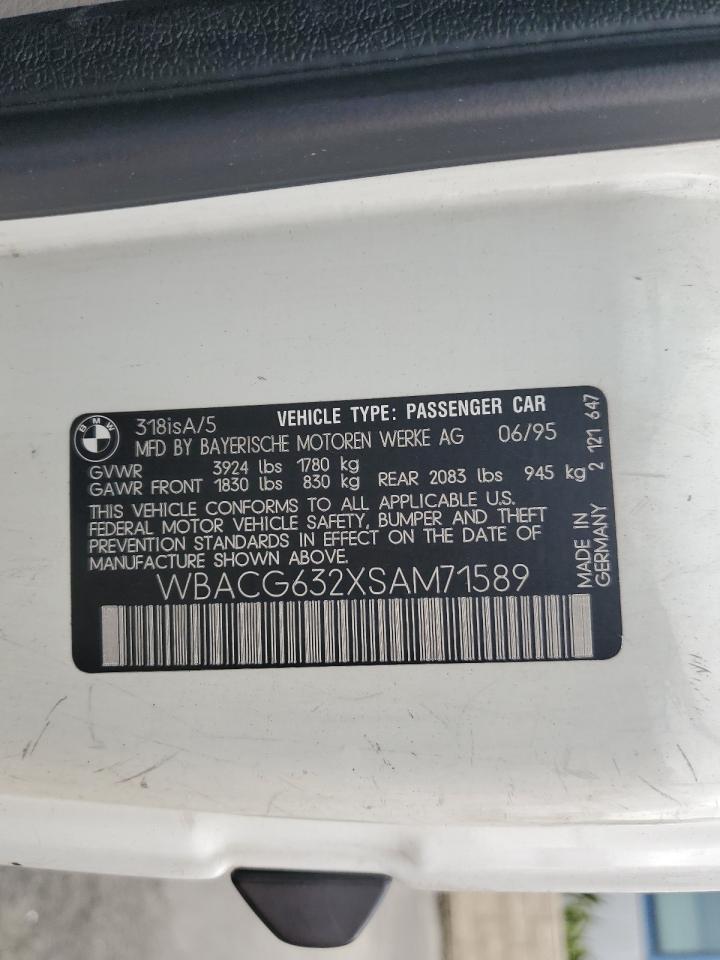 BMW
318isA/5 VEHICLE TYPE: PASSENGER CAR
MFD BY BAYERISCHE MOTOREN WERKE AG 06/95
GVWR 3924 lbs 1780 kg
GAWR FRONT 1830 lbs 830 kg REAR 2083 lbs 945 kg
THIS VEHICLE CONFORMS TO ALL APPLICABLE U.S.
FEDERAL MOTOR VEHICLE SAFETY, BUMPER AND THEFT
PREVENTION STANDARDS IN EFFECT ON THE DATE OF
MANUFACTURE SHOWN ABOVE.
WBACG632XSAM71589
MADE IN
GERMANY
2 121 647